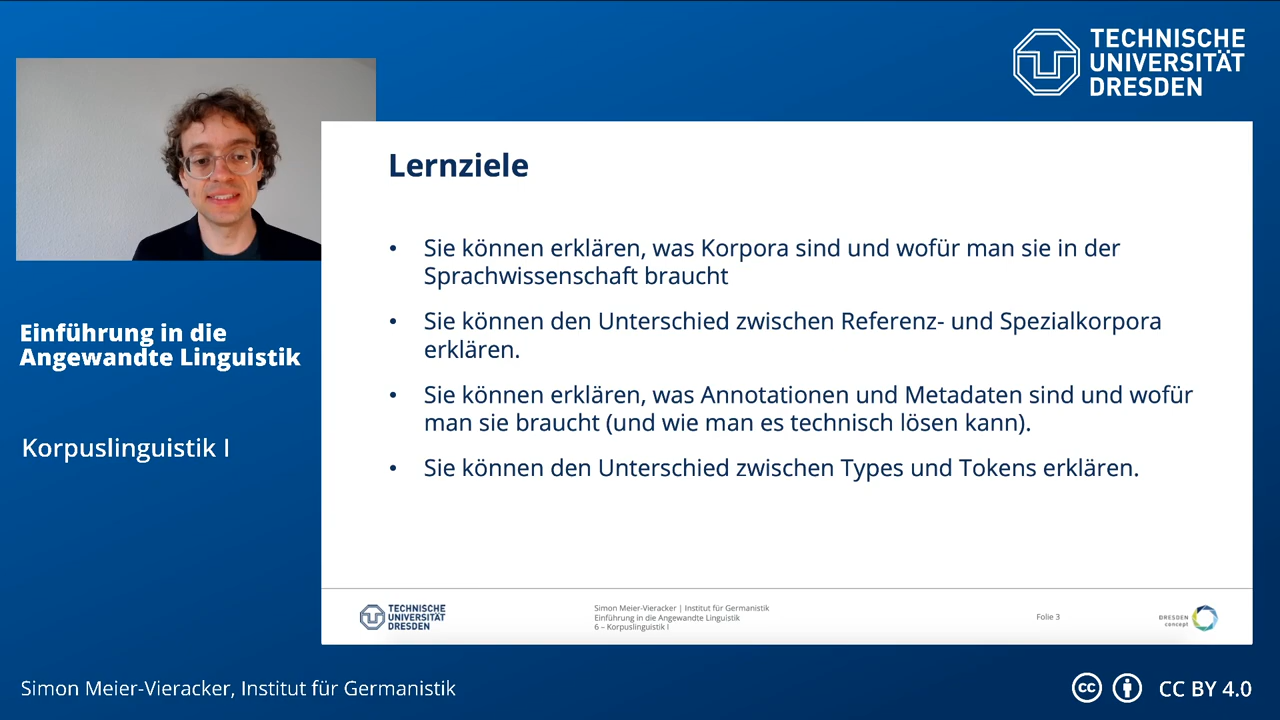 TECHNISCHE
UNIVERSITÄT
DRESDEN
Einführung in die
Angewandte Linguistik
Korpuslinguistik I
Lernziele
• Sie können erklären, was Korpora sind und wofür man sie in der
Sprachwissenschaft braucht
• Sie können den Unterschied zwischen Referenz- und Spezialkorpora
erklären.
• Sie können erklären, was Annotationen und Metadaten sind und wofür
man sie braucht (und wie man es technisch lösen kann).
• Sie können den Unterschied zwischen Types und Tokens erklären.
TECHNISCHE
UNIVERSITÄT
DRESDEN
Simon Meier-Vieracker | Institut für Germanistik
Einführung in die Angewandte Linguistik
6 – Korpuslinguistik I
Folie 3
DRESDEN
concept
Simon Meier-Vieracker, Institut für Germanistik
cc CC BY 4.0